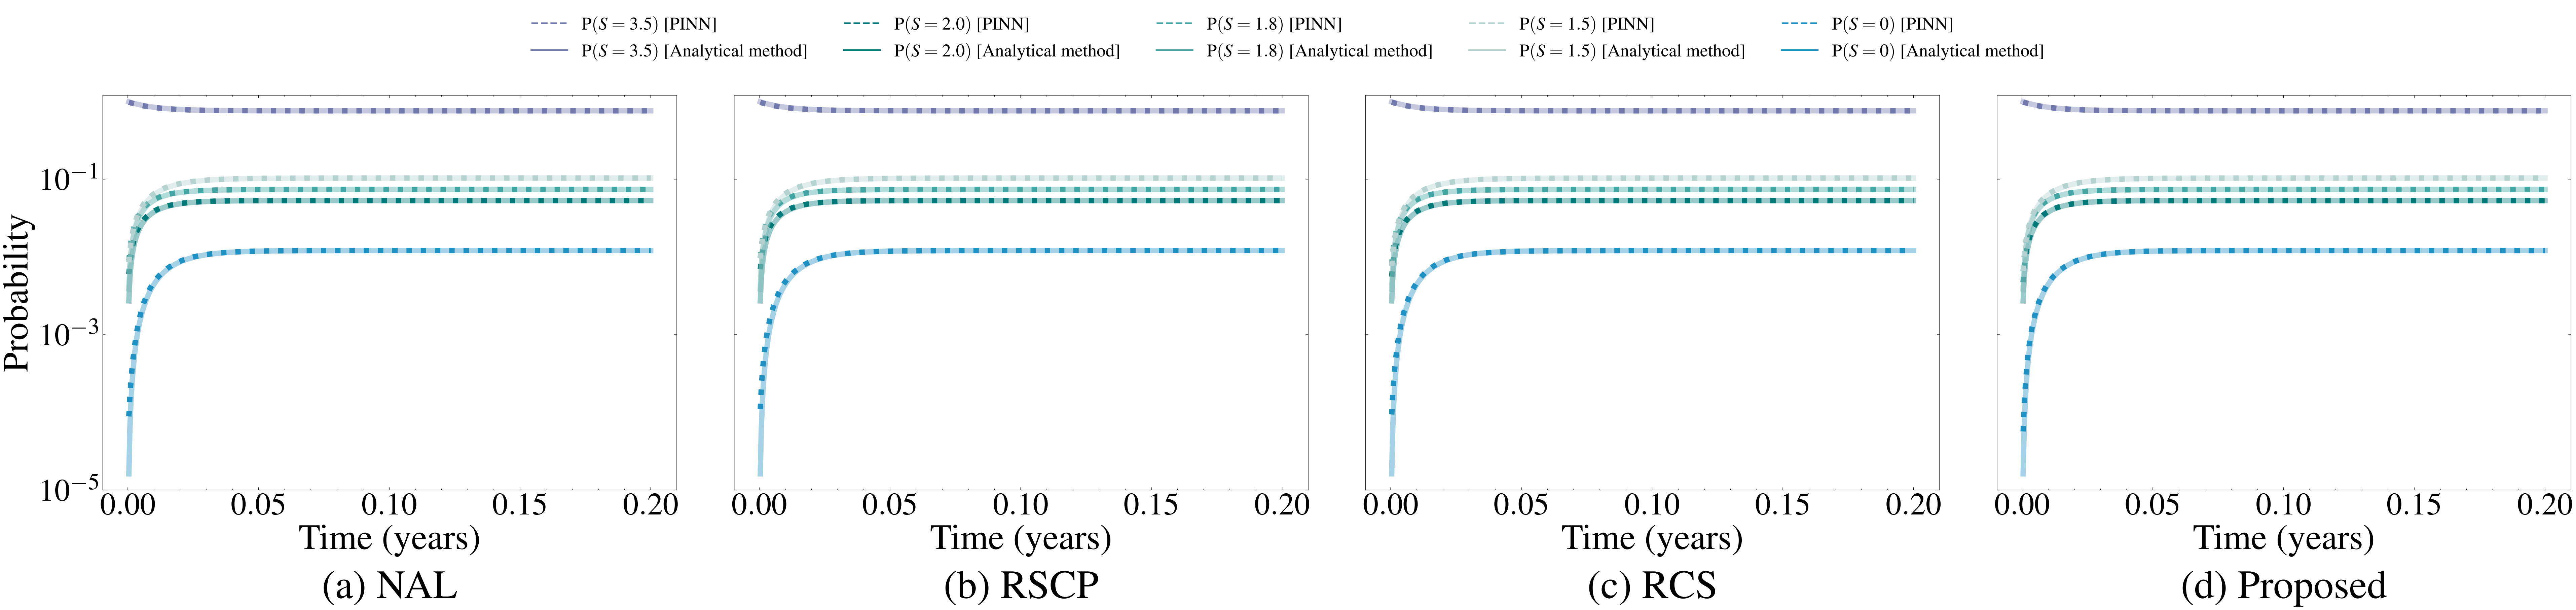 P(S = 3.5) [PINN] P(S = 2.0) [PINN] P(S = 1.8) [PINN] P(S = 1.5) [PINN] P(S = 0) [PINN]
P(S = 3.5) [Analytical method] P(S = 2.0) [Analytical method] P(S = 1.8) [Analytical method] P(S = 1.5) [Analytical method] P(S = 0) [Analytical method]
Probability
10⁻¹
10⁻³
10⁻⁵
0.00 0.05 0.10 0.15 0.20 0.00 0.05 0.10 0.15 0.20 0.00 0.05 0.10 0.15 0.20 0.00 0.05 0.10 0.15 0.20
Time (years) Time (years) Time (years) Time (years)
(a) NAL (b) RSCP (c) RCS (d) Proposed